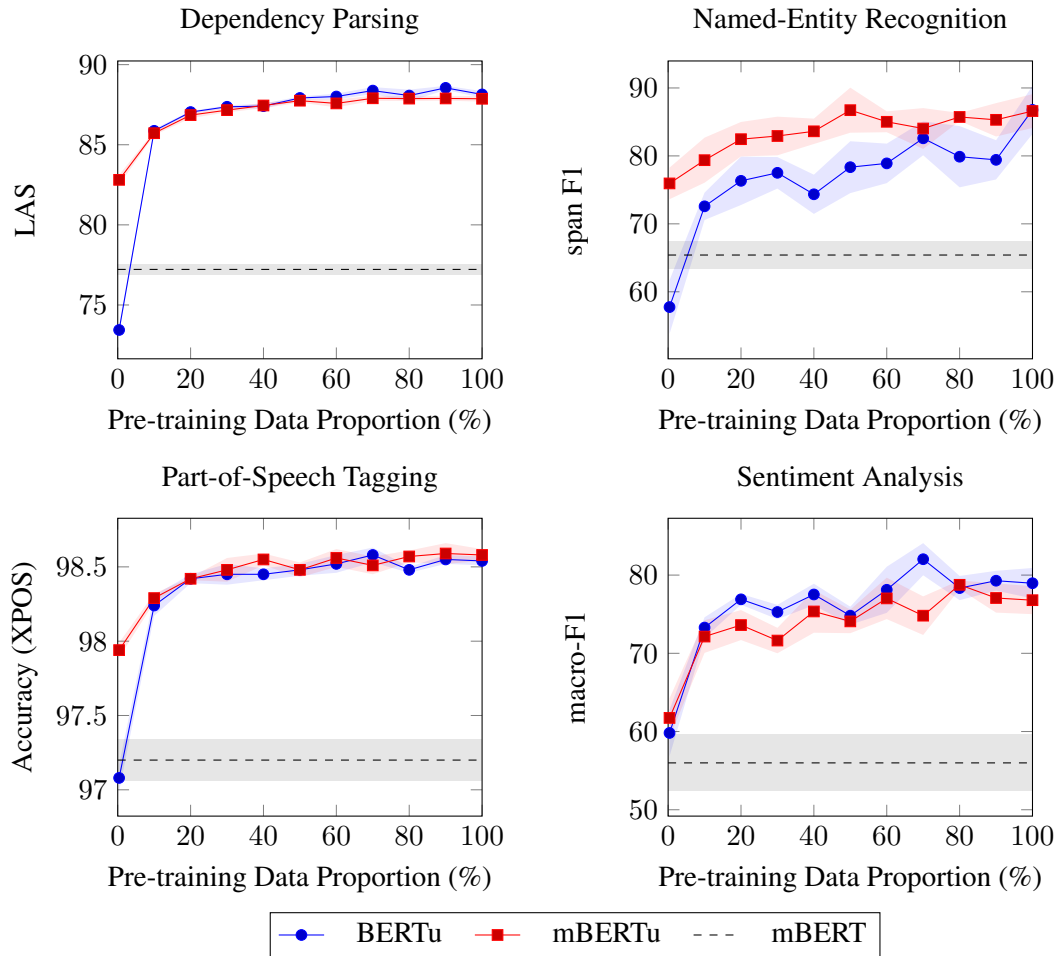 Dependency Parsing
90
85
80
75
LAS
0 20 40 60 80 100
Pre-training Data Proportion (%)
Named-Entity Recognition
90
80
70
60
span F1
0 20 40 60 80 100
Pre-training Data Proportion (%)
Part-of-Speech Tagging
98.5
98
97.5
97
Accuracy (XPOS)
0 20 40 60 80 100
Pre-training Data Proportion (%)
Sentiment Analysis
80
70
60
50
macro-F1
0 20 40 60 80 100
Pre-training Data Proportion (%)
BERTu mBERTu mBERT